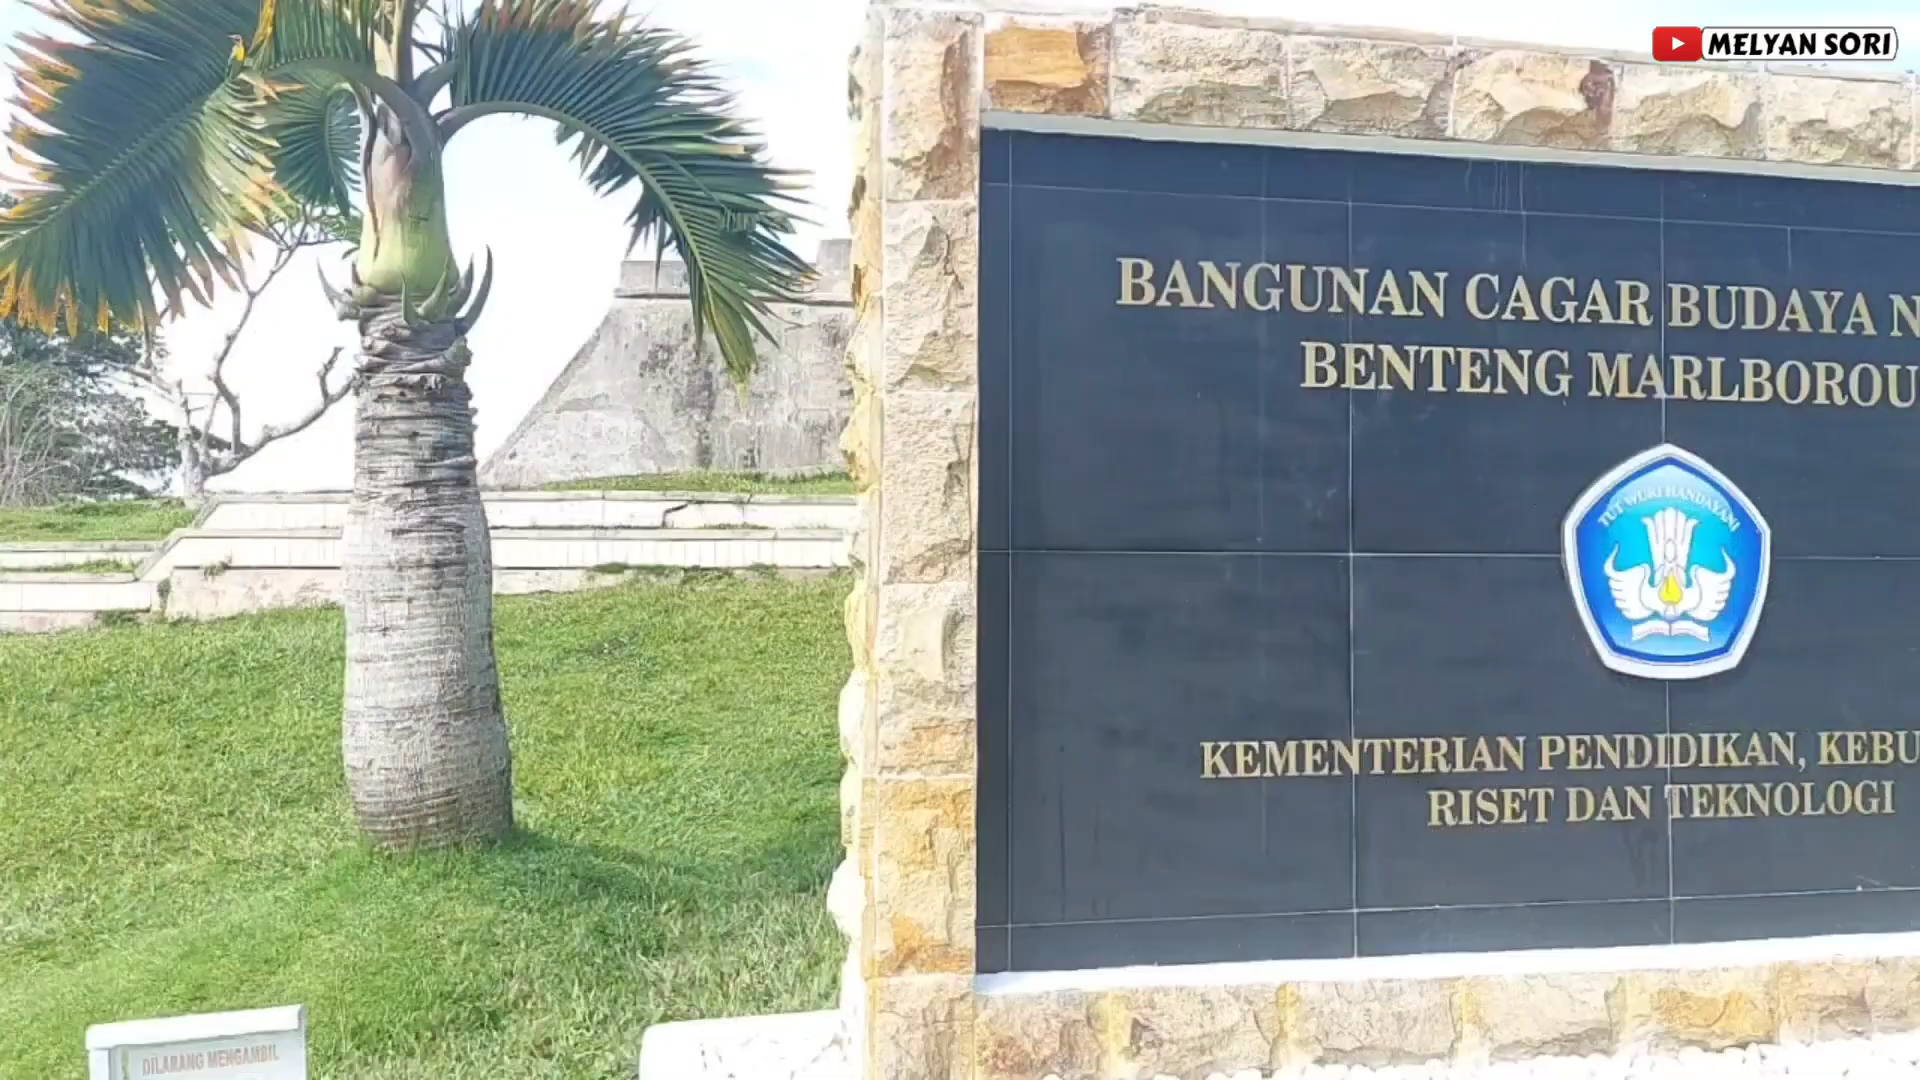 MELYAN SORI
BANGUNAN CAGAR BUDAYA N
BENTENG MARLBOROU
TUT WURI HANDAYANI
KEMENTERIAN PENDIDIKAN, KEBU
RISET DAN TEKNOLOGI
DILARANG MENGAMBIL